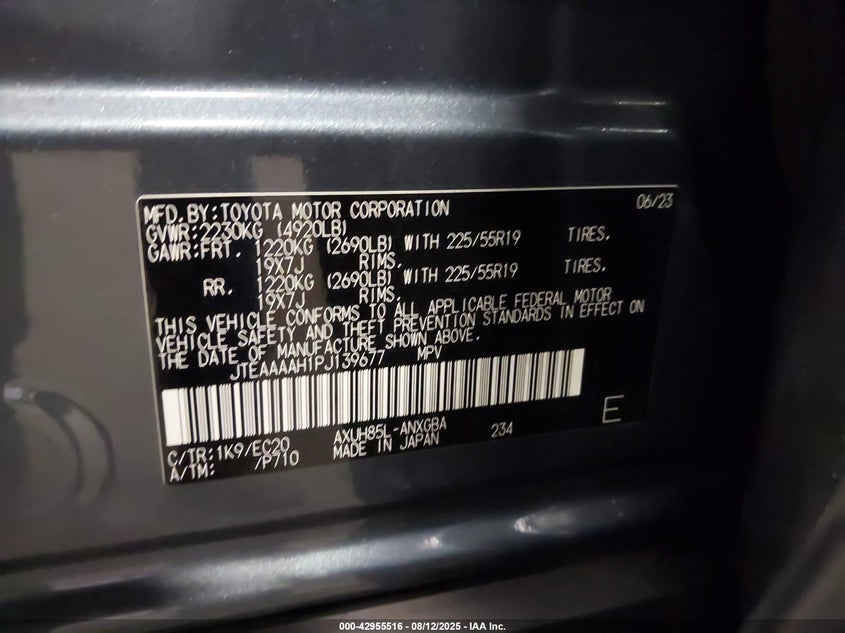 MFD.BY:TOYOTA MOTOR CORPORATION 06/23
GVWR:2230KG (4920LB)
GAWR:FRT. 1220KG (2690LB) WITH 225/55R19 TIRES,
19X7J RIMS,
RR. 1220KG (2690LB) WITH 225/55R19 TIRES,
19X7J RIMS,
THIS VEHICLE CONFORMS TO ALL APPLICABLE FEDERAL MOTOR
VEHICLE SAFETY AND THEFT PREVENTION STANDARDS IN EFFECT ON
THE DATE OF MANUFACTURE SHOWN ABOVE.
JTEAAAAH1PJ139677 MPV
C/TR:1K9/EC20 AXUH85L-ANXGBA 234 E
A/TM: /P710 MADE IN JAPAN
000-42955516 - 08/12/2025 - IAA Inc.